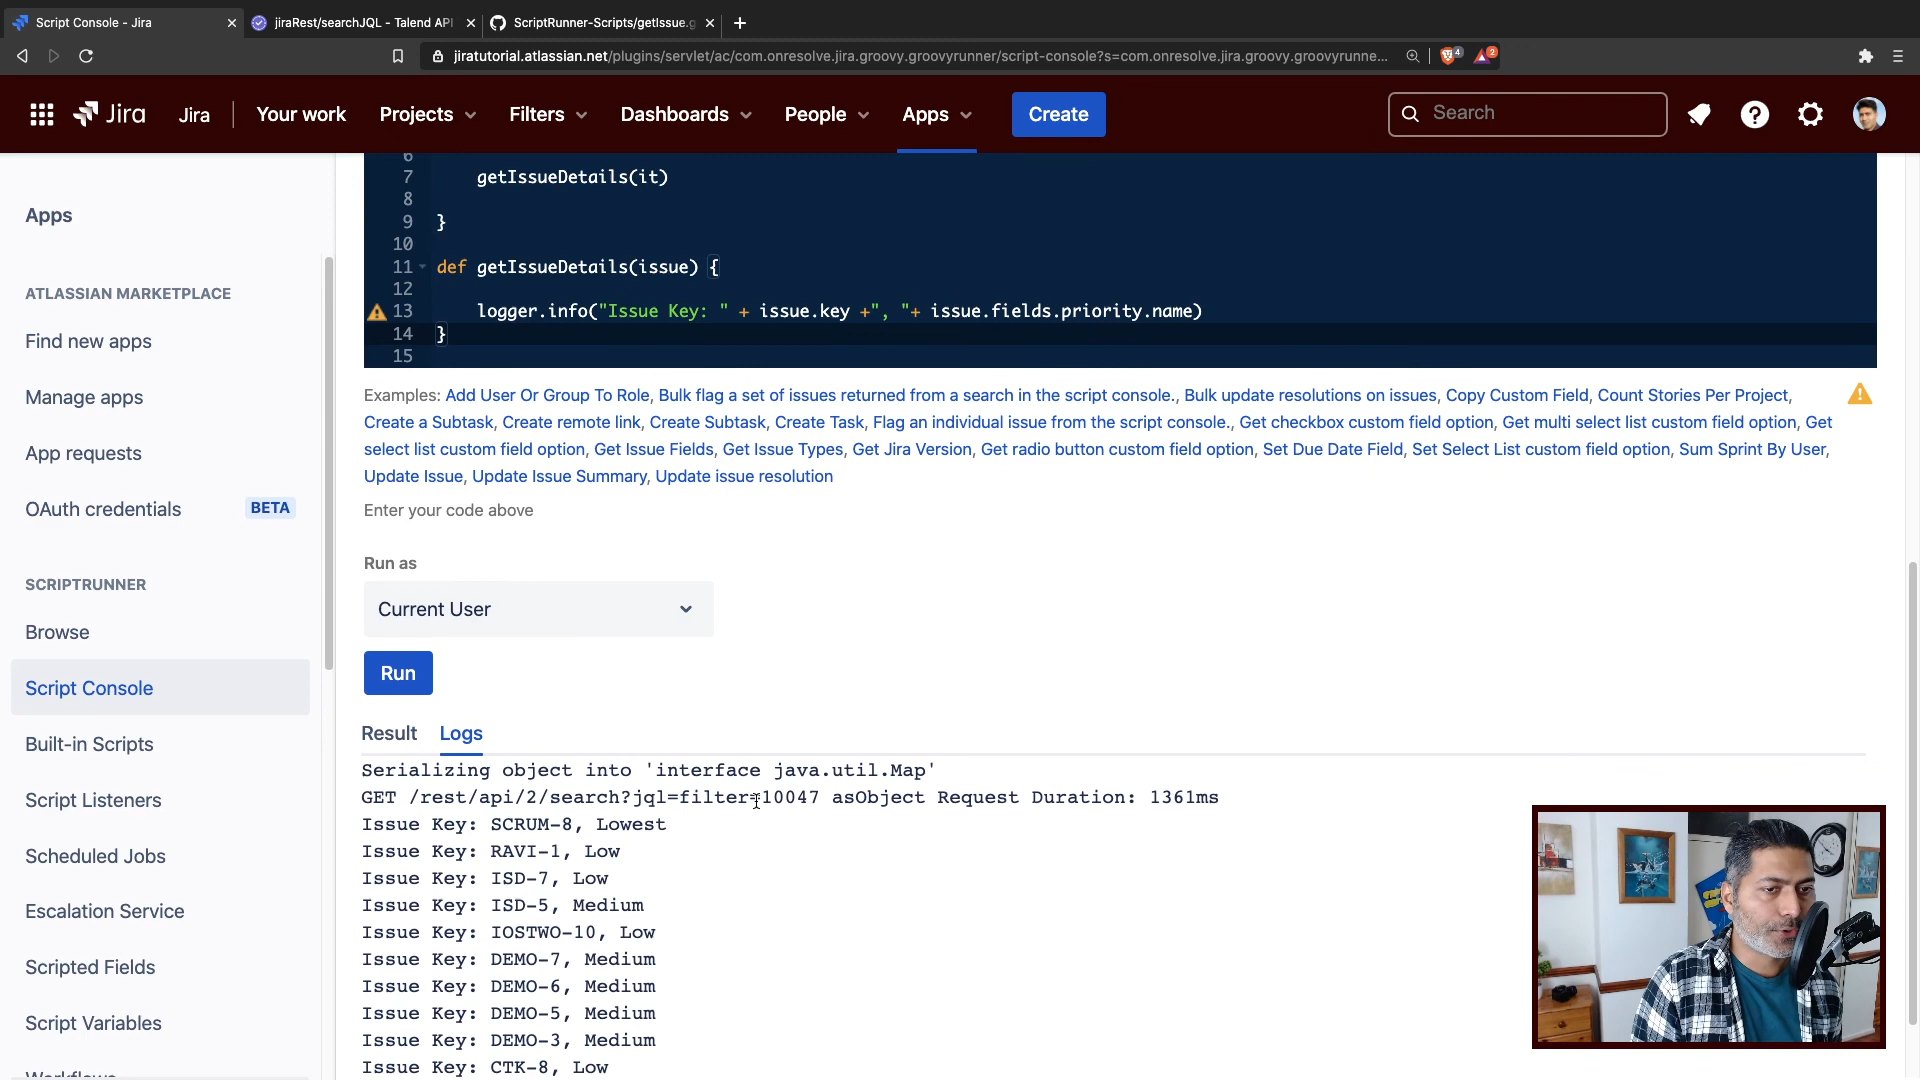 Script Console - Jira
jiraRest/searchJQL - Talend API
ScriptRunner-Scripts/getIssue.g
jiratutorial.atlassian.net/plugins/servlet/ac/com.onresolve.jira.groovy.groovyrunner/script-console?s=com.onresolve.jira.groovy.groovyrunne...
4
2
Jira
Jira
Your work
Projects
Filters
Dashboards
People
Apps
Create
Search
Apps
ATLASSIAN MARKETPLACE
Find new apps
Manage apps
App requests
OAuth credentials BETA
SCRIPTRUNNER
Browse
Script Console
Built-in Scripts
Script Listeners
Scheduled Jobs
Escalation Service
Scripted Fields
Script Variables
Workflows
6
7 getIssueDetails(it)
8
9 }
10
11 def getIssueDetails(issue) {
12
13 logger.info("Issue Key: " + issue.key +", "+ issue.fields.priority.name)
14 }
15
Examples: Add User Or Group To Role, Bulk flag a set of issues returned from a search in the script console., Bulk update resolutions on issues, Copy Custom Field, Count Stories Per Project,
Create a Subtask, Create remote link, Create Subtask, Create Task, Flag an individual issue from the script console., Get checkbox custom field option, Get multi select list custom field option, Get
select list custom field option, Get Issue Fields, Get Issue Types, Get Jira Version, Get radio button custom field option, Set Due Date Field, Set Select List custom field option, Sum Sprint By User,
Update Issue, Update Issue Summary, Update issue resolution
Enter your code above
Run as
Current User
Run
Result Logs
Serializing object into 'interface java.util.Map'
GET /rest/api/2/search?jql=filter=10047 asObject Request Duration: 1361ms
Issue Key: SCRUM-8, Lowest
Issue Key: RAVI-1, Low
Issue Key: ISD-7, Low
Issue Key: ISD-5, Medium
Issue Key: IOSTWO-10, Low
Issue Key: DEMO-7, Medium
Issue Key: DEMO-6, Medium
Issue Key: DEMO-5, Medium
Issue Key: DEMO-3, Medium
Issue Key: CTK-8, Low